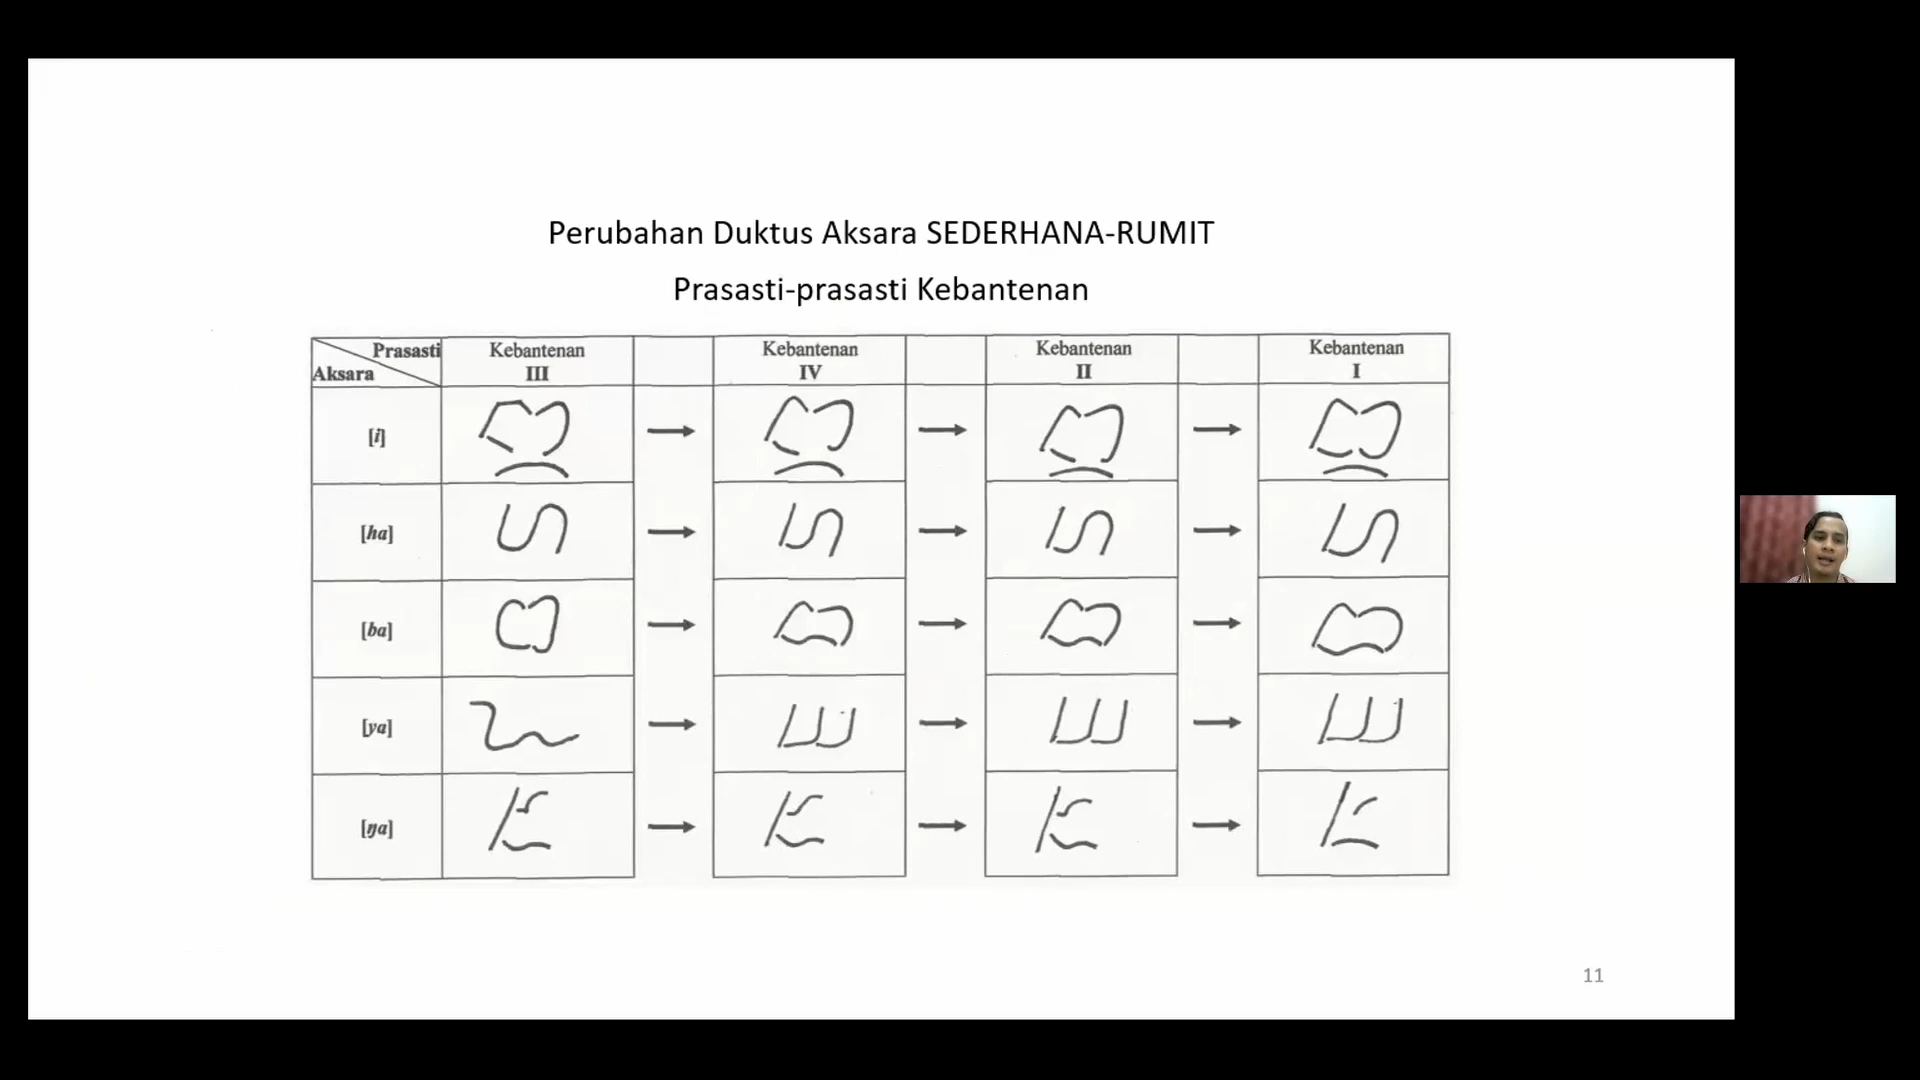 Perubahan Duktus Aksara SEDERHANA-RUMIT
Prasasti-prasasti Kebantenan
Prasasti
Aksara
Kebantenan
III
Kebantenan
IV
Kebantenan
II
Kebantenan
I
[i]
[ha]
[ba]
[ya]
[ŋa]
11